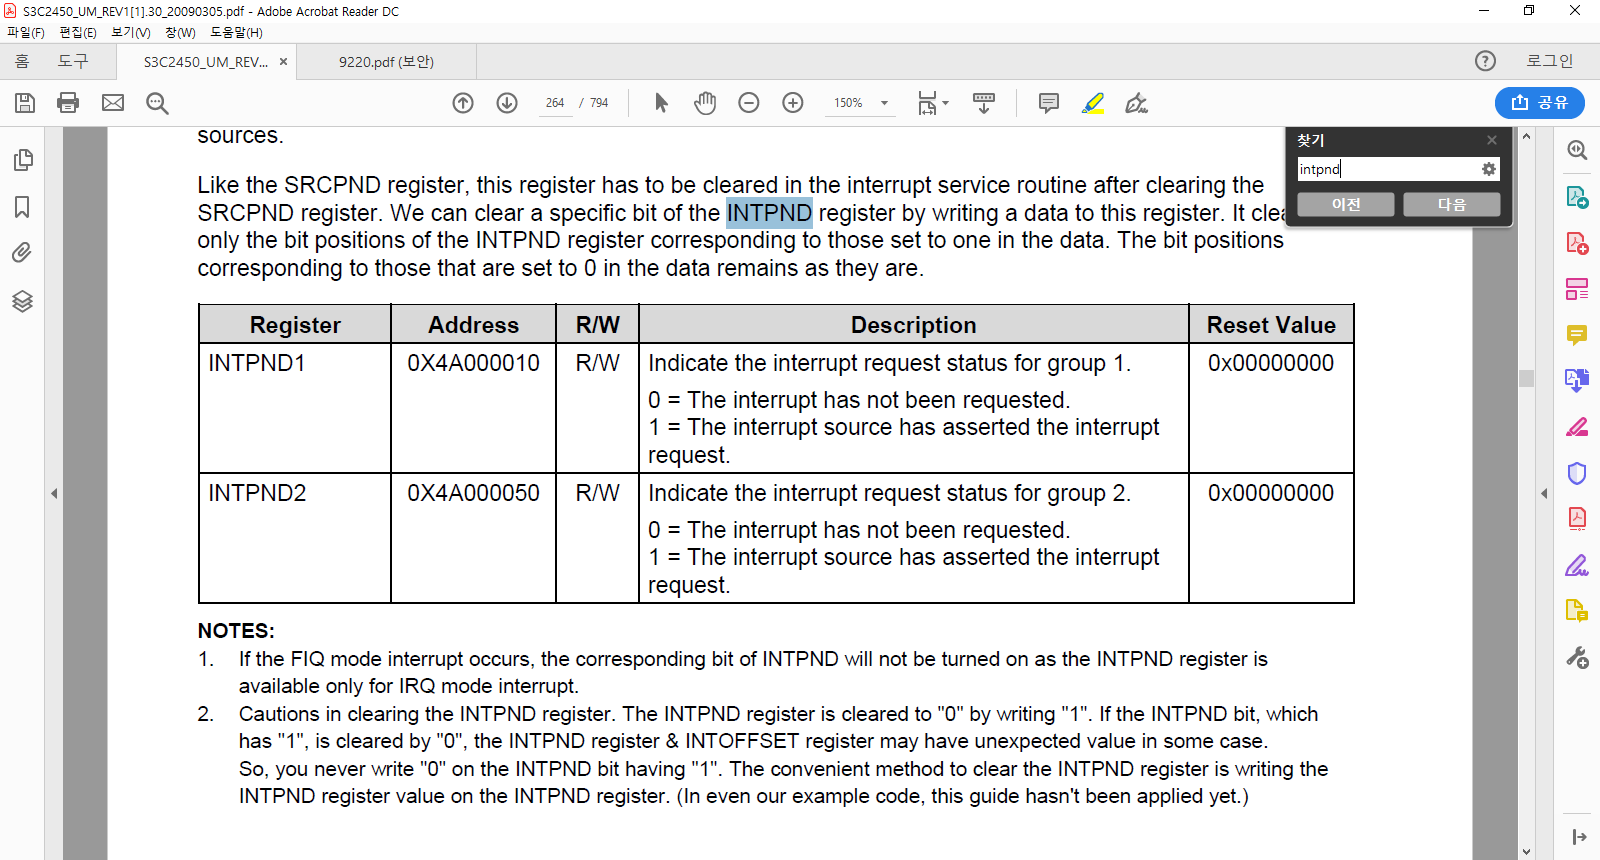 S3C2450_UM_REV1[1].30_20090305.pdf - Adobe Acrobat Reader DC
파일(F) 편집(E) 보기(V) 창(W) 도움말(H)
홈 도구 S3C2450_UM_REV... × 9220.pdf (보안) 로그인
264 / 794 150% 공유
찾기
intpnd
이전 다음
sources.
Like the SRCPND register, this register has to be cleared in the interrupt service routine after clearing the
SRCPND register. We can clear a specific bit of the INTPND register by writing a data to this register. It clea
only the bit positions of the INTPND register corresponding to those set to one in the data. The bit positions
corresponding to those that are set to 0 in the data remains as they are.
Register Address R/W Description Reset Value
INTPND1 0X4A000010 R/W Indicate the interrupt request status for group 1. 0x00000000
0 = The interrupt has not been requested.
1 = The interrupt source has asserted the interrupt
request.
INTPND2 0X4A000050 R/W Indicate the interrupt request status for group 2. 0x00000000
0 = The interrupt has not been requested.
1 = The interrupt source has asserted the interrupt
request.
NOTES:
1. If the FIQ mode interrupt occurs, the corresponding bit of INTPND will not be turned on as the INTPND register is
available only for IRQ mode interrupt.
2. Cautions in clearing the INTPND register. The INTPND register is cleared to "0" by writing "1". If the INTPND bit, which
has "1", is cleared by "0", the INTPND register & INTOFFSET register may have unexpected value in some case.
So, you never write "0" on the INTPND bit having "1". The convenient method to clear the INTPND register is writing the
INTPND register value on the INTPND register. (In even our example code, this guide hasn't been applied yet.)